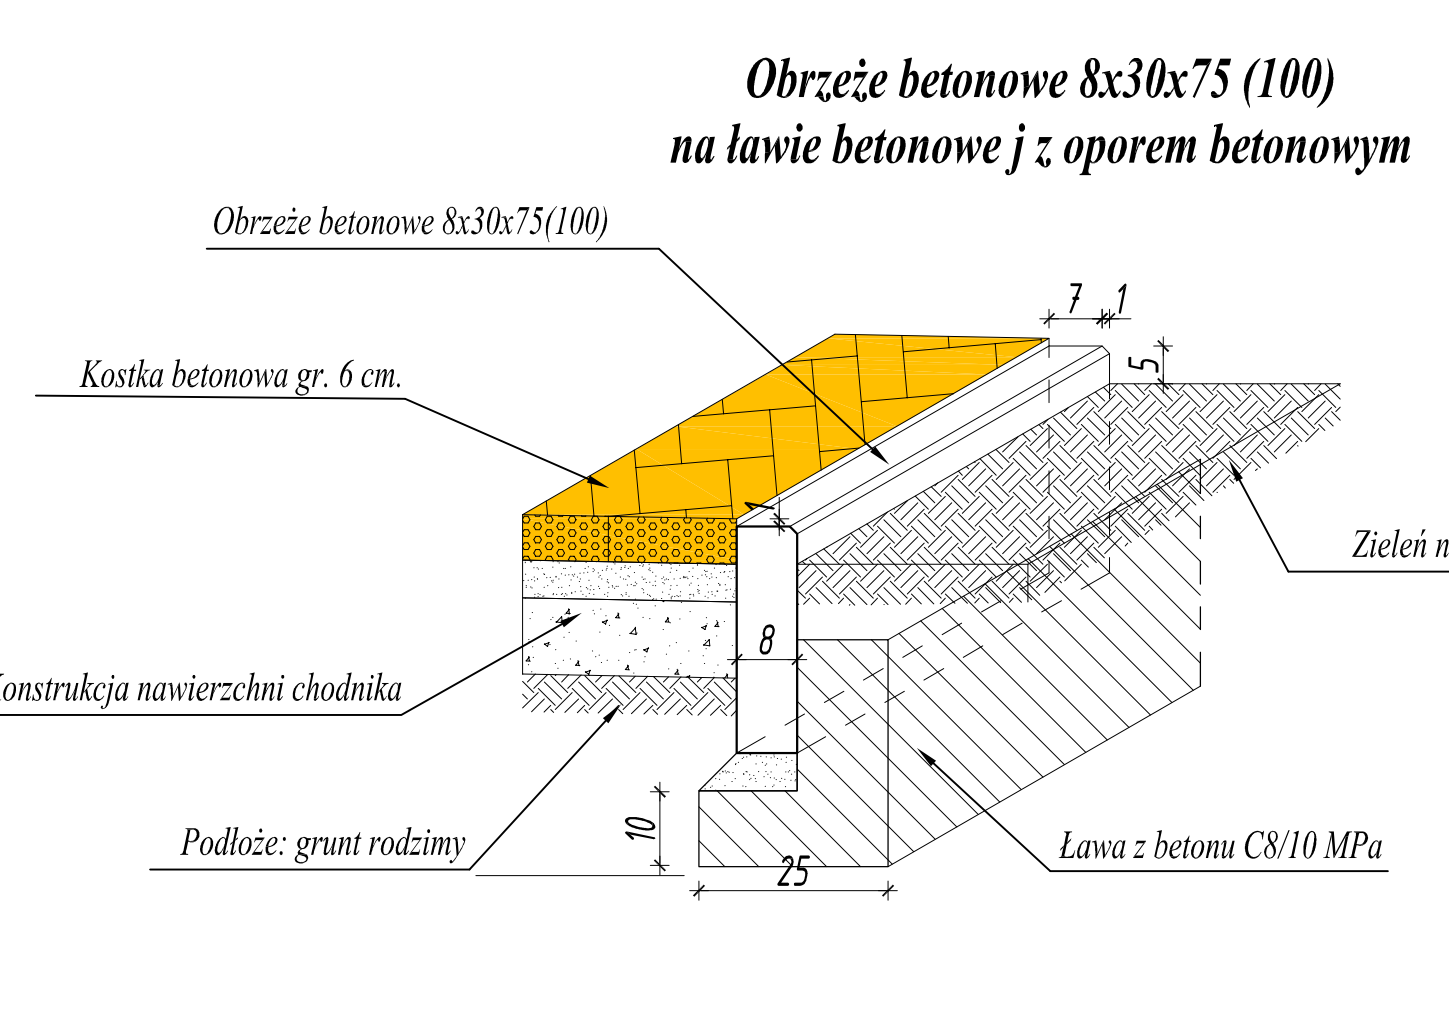 Obrzeże betonowe 8x30x75 (100)
na ławie betonowe j z oporem betonowym
Obrzeże betonowe 8x30x75(100)
7 1
Kostka betonowa gr. 6 cm.
5
1
Zieleń n
8
Konstrukcja nawierzchni chodnika
10
Podłoże: grunt rodzimy
25
Ława z betonu C8/10 MPa